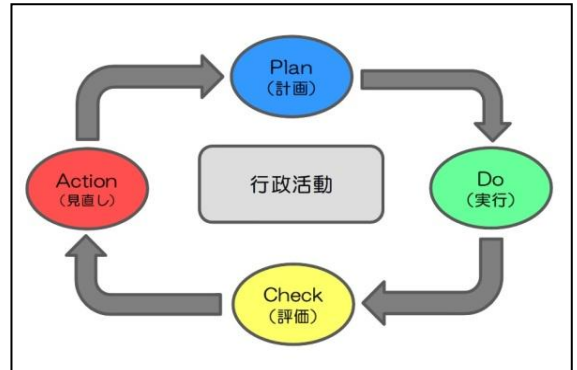 Plan
（計画）
Action
（見直し）
行政活動
Do
（実行）
Check
（評価）